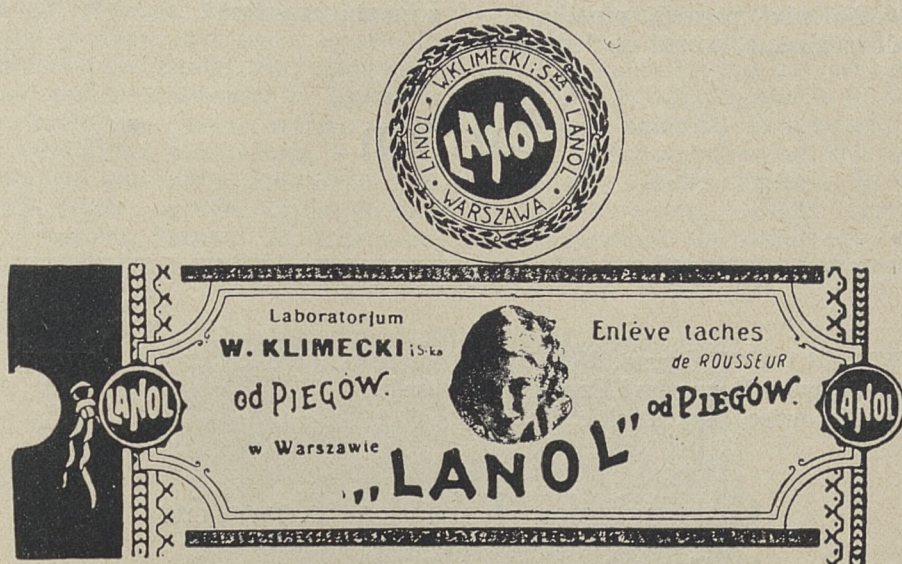 W. KLIMECKI i SKA
• LANOL • LANOL •
WARSZAWA
LANOL
Laboratorjum
W. KLIMECKI i S-ka
od PIEGÓW.
w Warszawie
Enlève taches
de ROUSSEUR
od PIEGÓW.
„LANOL”
LANOL
LANOL